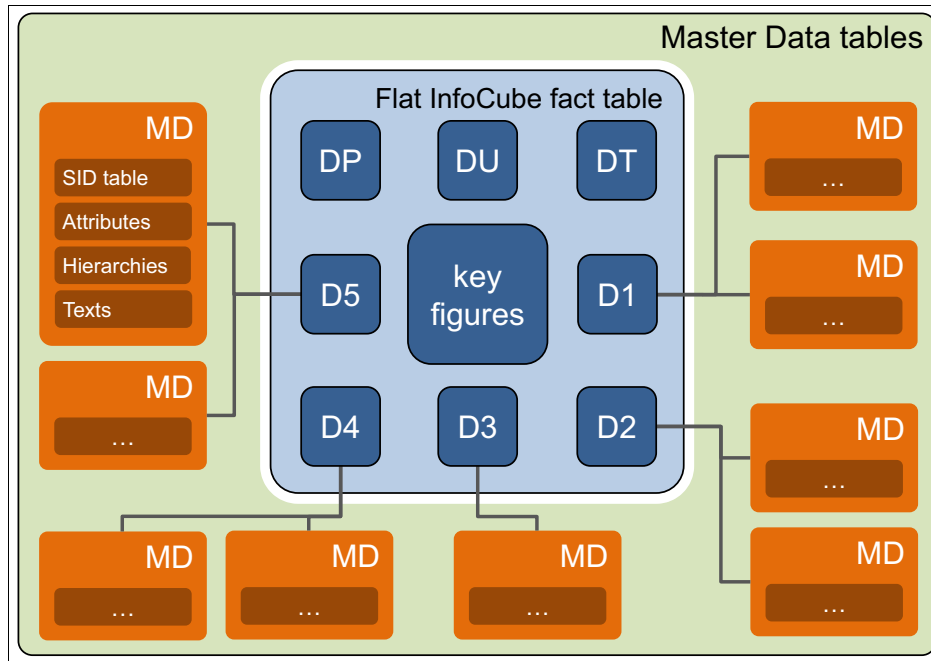 Master Data tables
Flat InfoCube fact table
MD
SID table
Attributes
Hierarchies
Texts
MD
…
DP
DU
DT
D5
key
figures
D1
D4
D3
D2
MD
…
MD
…
MD
…
MD
…
MD
…
MD
…
MD
…